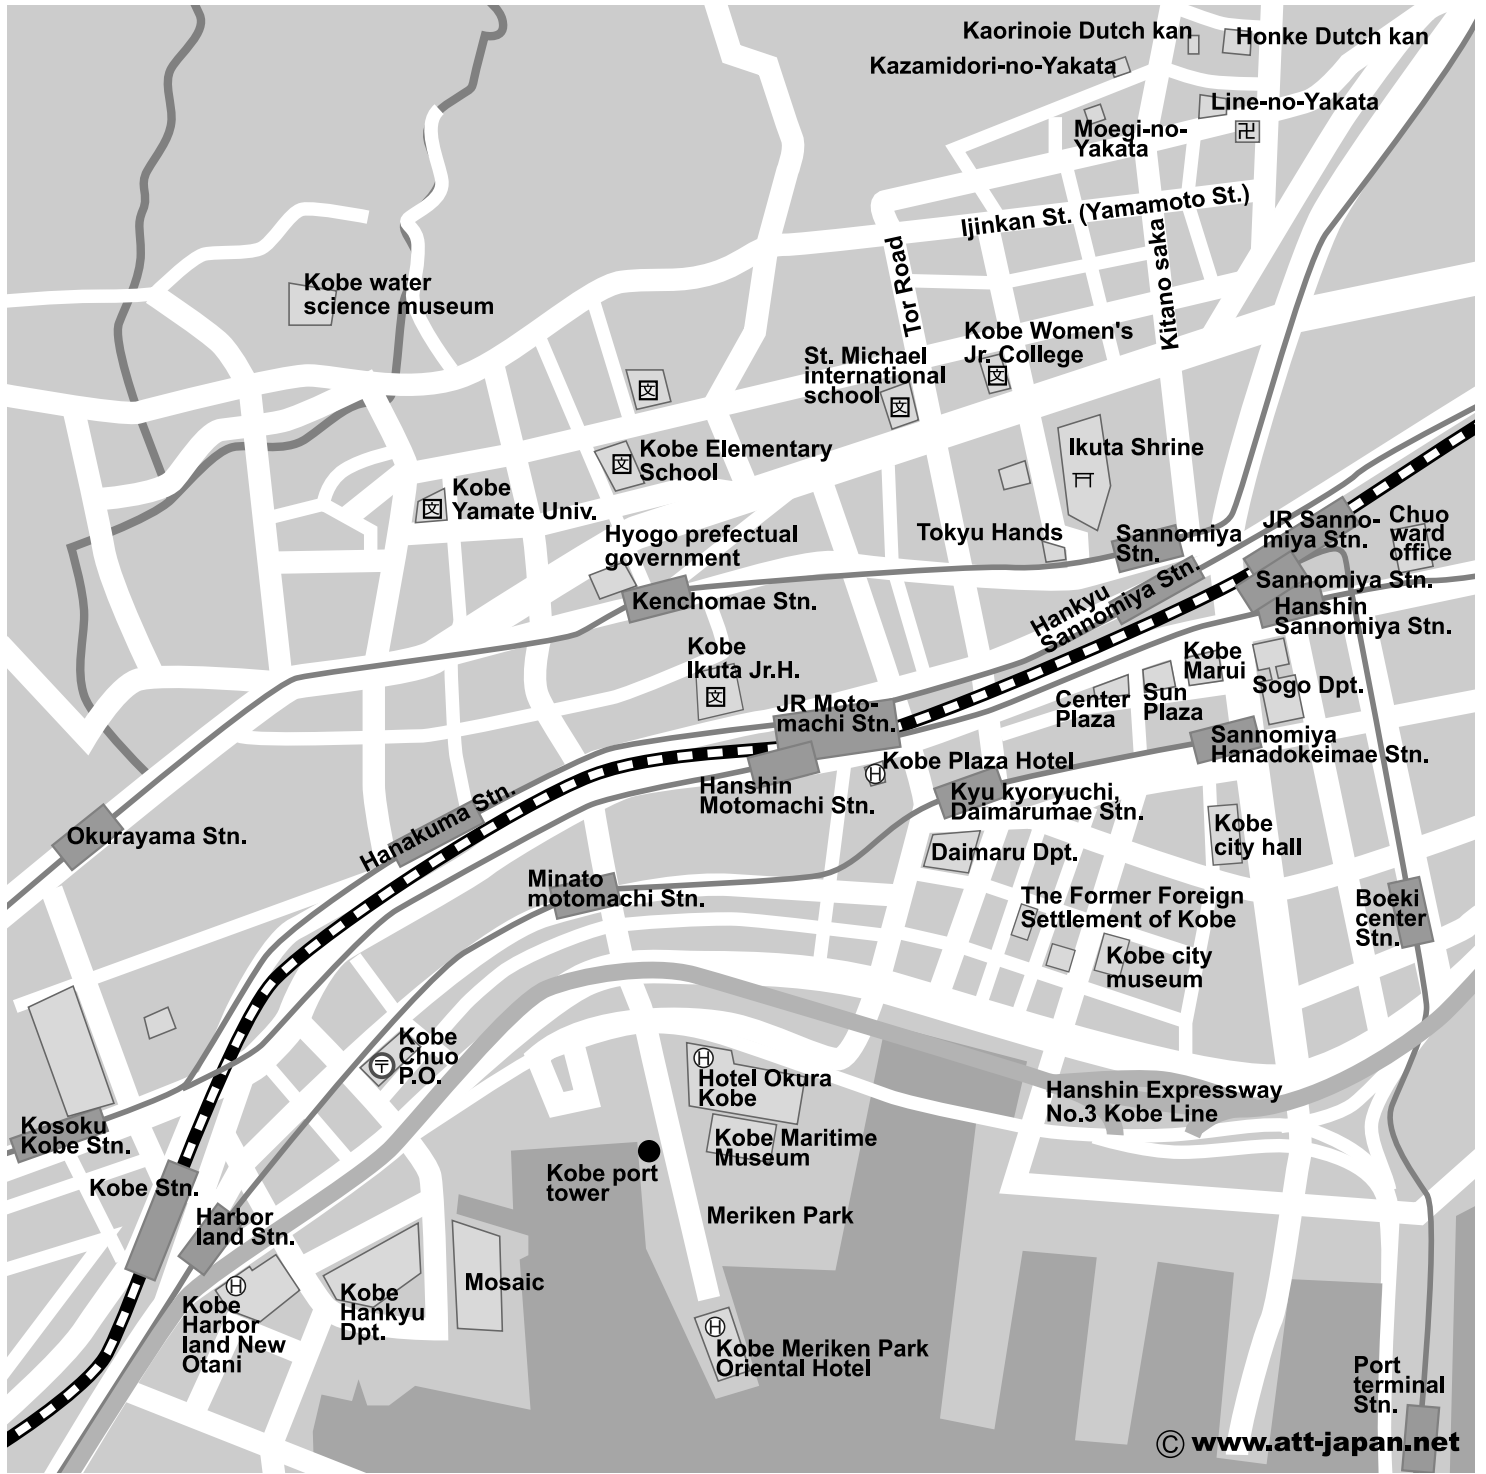 Kaorinoie Dutch kan
Honke Dutch kan
Kazamidori-no-Yakata
Line-no-Yakata
Moegi-no-
Yakata
卍
Ijinkan St. (Yamamoto St.)
Tor Road
Kitano saka
Kobe water
science museum
Kobe Women's
Jr. College
文
St. Michael
international
school
文
文
Kobe Elementary
School
文
Ikuta Shrine
Kobe
Yamate Univ.
文
Hyogo prefectual
government
Tokyu Hands
Sannomiya
Stn.
JR Sanno-
miya Stn.
Chuo
ward
office
Sannomiya Stn.
Kenchomae Stn.
Hankyu
Sannomiya Stn.
Hanshin
Sannomiya Stn.
Kobe
Ikuta Jr.H.
文
Kobe
Marui
Sogo Dpt.
Center
Plaza
Sun
Plaza
JR Moto-
machi Stn.
Sannomiya
Hanadokeimae Stn.
Kobe Plaza Hotel
H
Hanshin
Motomachi Stn.
Kyu kyoryuchi,
Daimarumae Stn.
Hanakuma Stn.
Okurayama Stn.
Kobe
city hall
Daimaru Dpt.
Minato
motomachi Stn.
The Former Foreign
Settlement of Kobe
Boeki
center
Stn.
Kobe city
museum
Kobe
Chuo
P.O.
〒
H
Hotel Okura
Kobe
Hanshin Expressway
No.3 Kobe Line
Kosoku
Kobe Stn.
Kobe Maritime
Museum
Kobe port
tower
Kobe Stn.
Harbor
land Stn.
Meriken Park
H
Kobe
Harbor
land New
Otani
Kobe
Hankyu
Dpt.
Mosaic
H
Kobe Meriken Park
Oriental Hotel
Port
terminal
Stn.
© www.att-japan.net